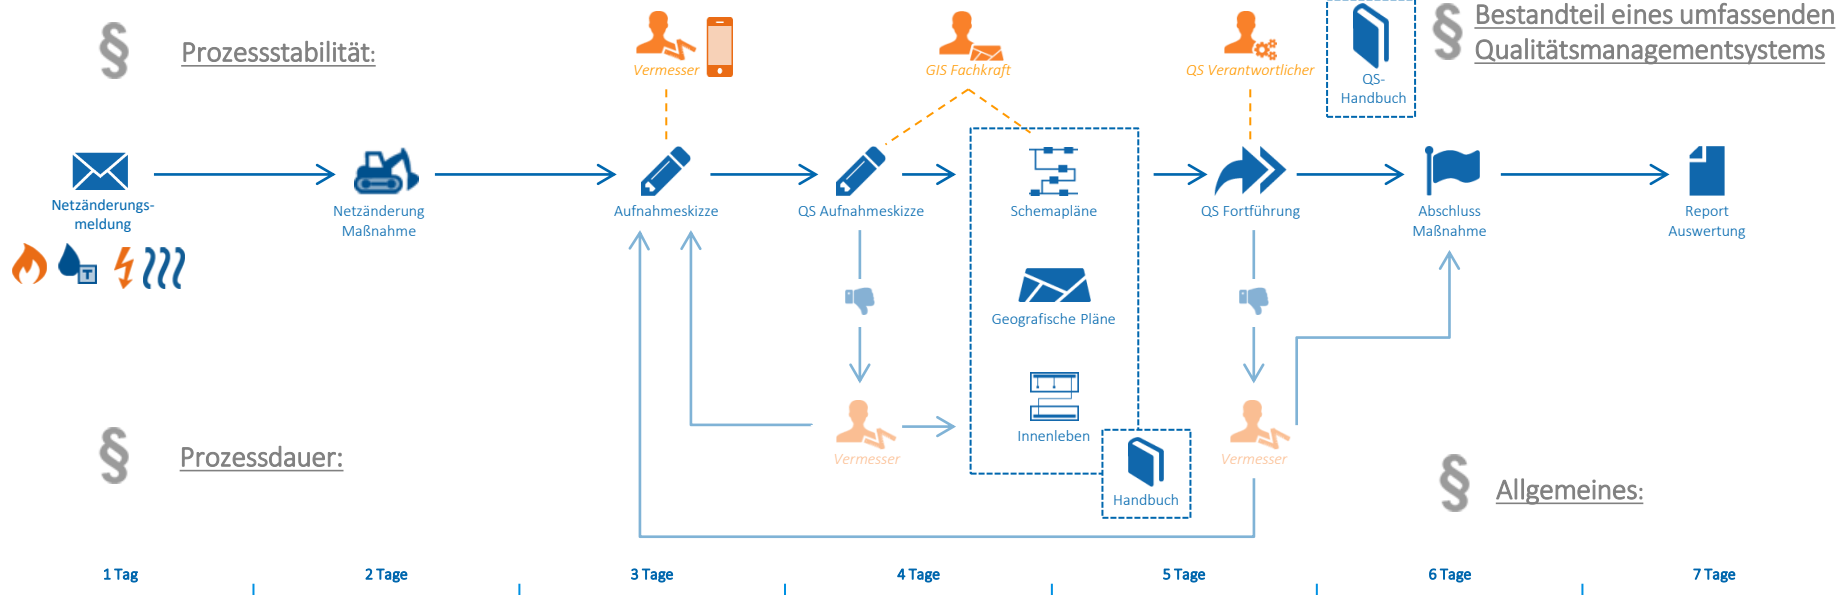 §
Prozessstabilität:
Vermesser
GIS Fachkraft
QS Verantwortlicher
QS-
Handbuch
§
Bestandteil eines umfassenden
Qualitätsmanagementsystems
Netzänderungs-
meldung
Netzänderung
Maßnahme
Aufnahmeskizze
QS Aufnahmeskizze
Schemapläne
QS Fortführung
Abschluss
Maßnahme
Report
Auswertung
T
Geografische Pläne
Innenleben
Vermesser
Vermesser
Handbuch
§
Prozessdauer:
§
Allgemeines:
1 Tag
2 Tage
3 Tage
4 Tage
5 Tage
6 Tage
7 Tage